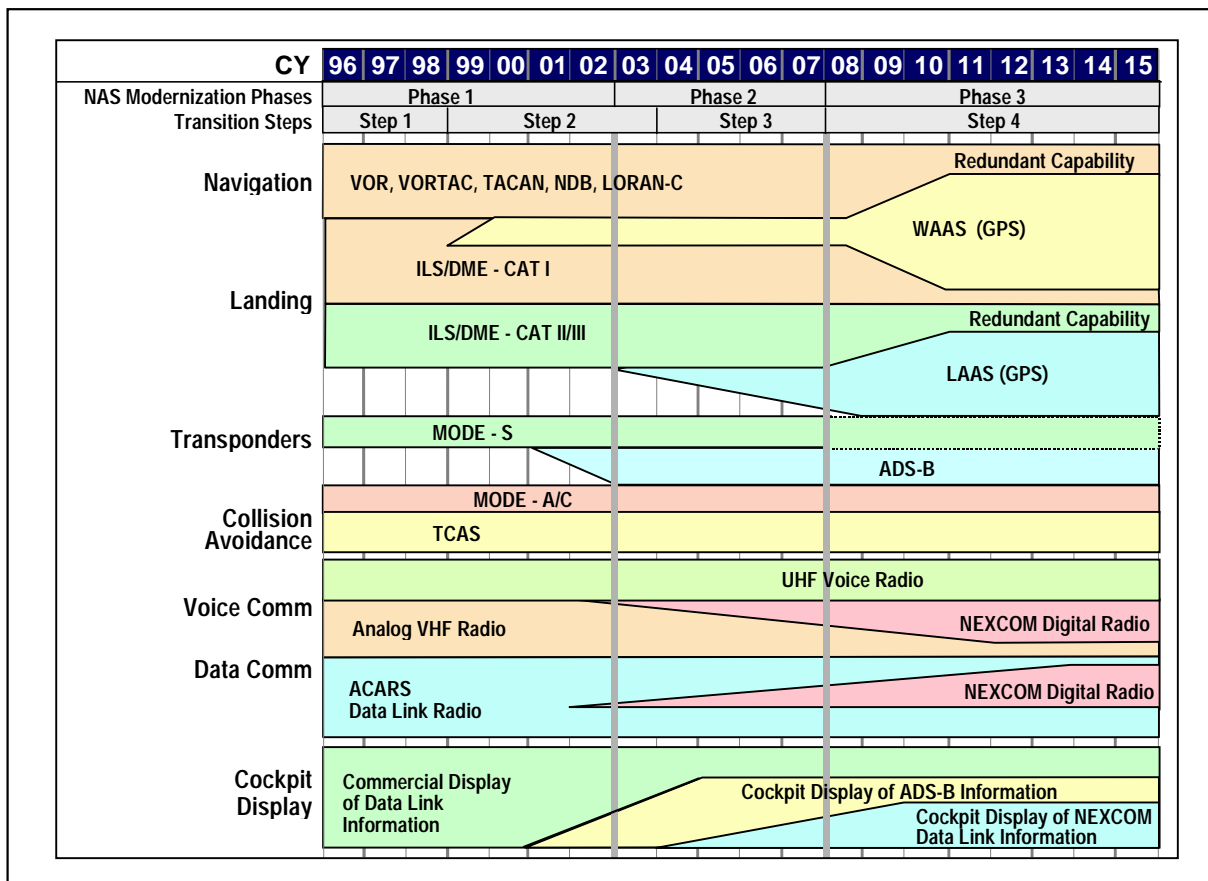 CY 96 97 98 99 00 01 02 03 04 05 06 07 08 09 10 11 12 13 14 15
NAS Modernization Phases Phase 1 Phase 2 Phase 3
Transition Steps Step 1 Step 2 Step 3 Step 4
Redundant Capability
Navigation
VOR, VORTAC, TACAN, NDB, LORAN-C
WAAS (GPS)
ILS/DME - CAT I
Landing
Redundant Capability
ILS/DME - CAT II/III
LAAS (GPS)
Transponders
MODE - S
ADS-B
MODE - A/C
Collision
Avoidance
TCAS
UHF Voice Radio
Voice Comm
Analog VHF Radio
NEXCOM Digital Radio
Data Comm
ACARS
Data Link Radio
NEXCOM Digital Radio
Cockpit
Display
Commercial Display
of Data Link
Information
Cockpit Display of ADS-B Information
Cockpit Display of NEXCOM
Data Link Information